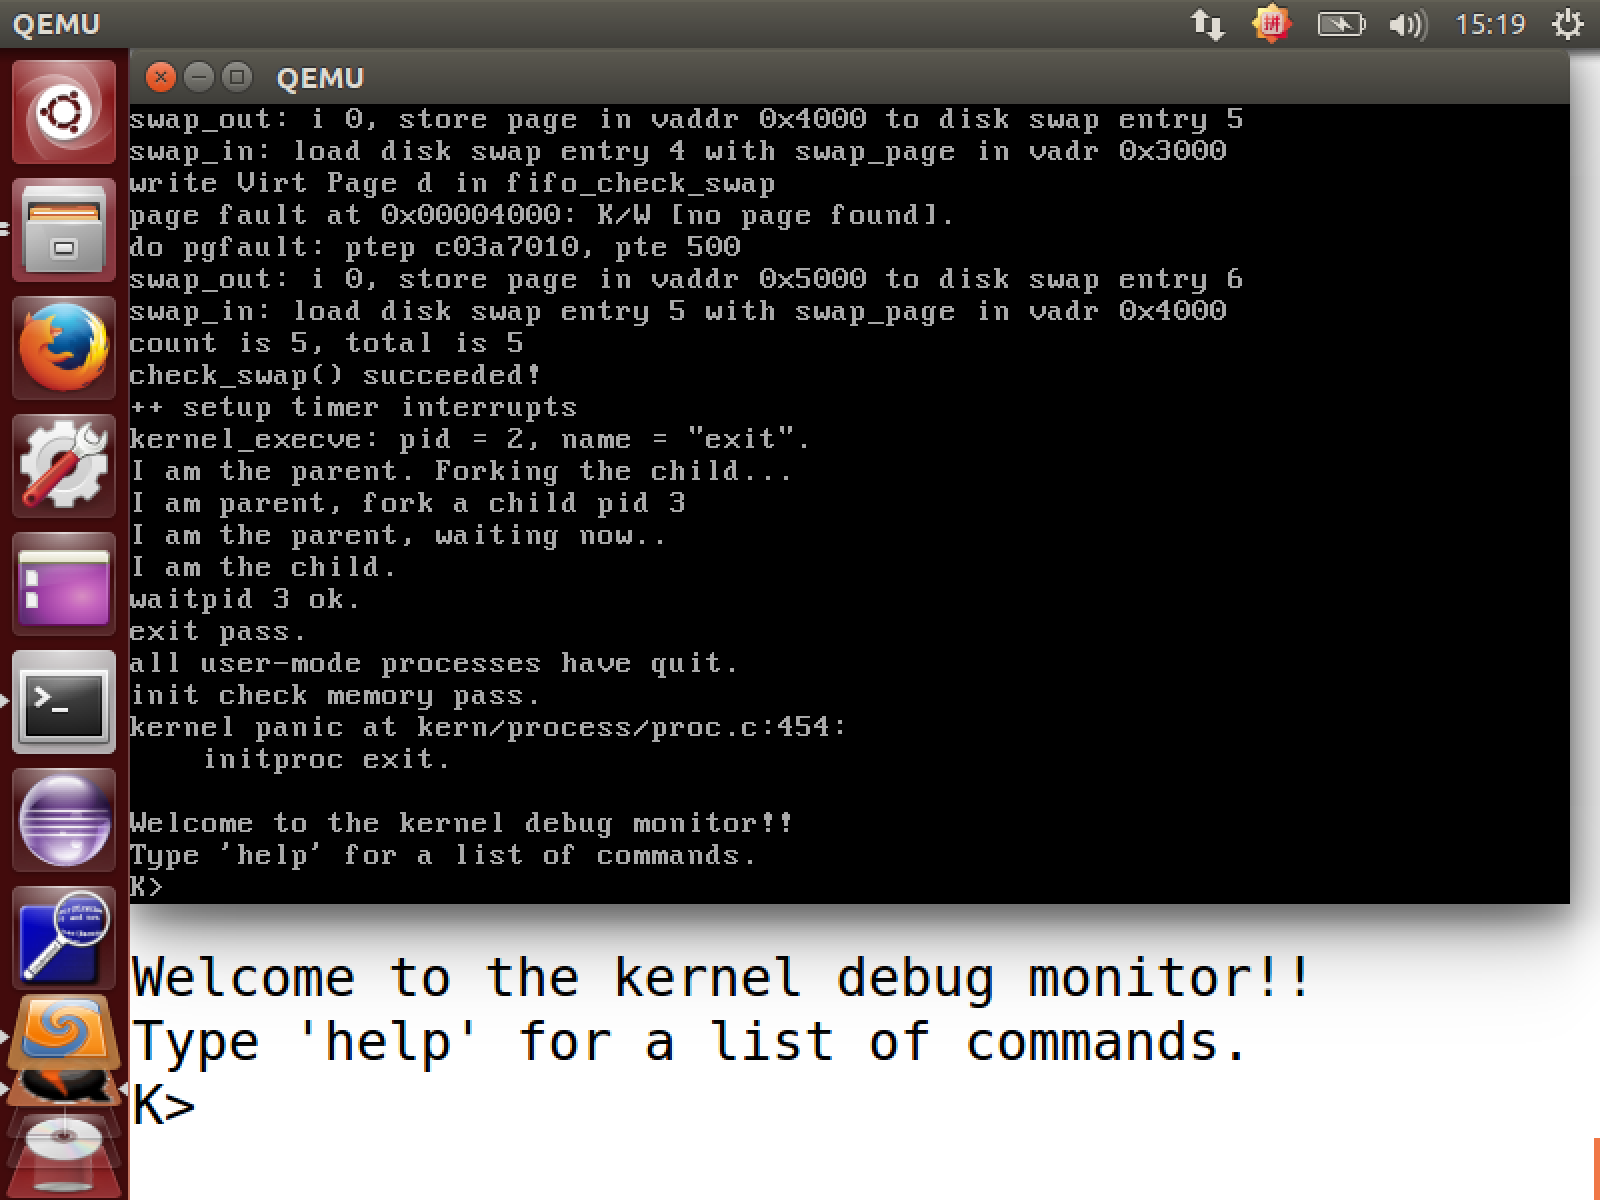 QEMU
15:19
QEMU
swap_out: i 0, store page in vaddr 0x4000 to disk swap entry 5
swap_in: load disk swap entry 4 with swap_page in vadr 0x3000
write Virt Page d in fifo_check_swap
page fault at 0x00004000: K/W [no page found].
do pgfault: ptep c03a7010, pte 500
swap_out: i 0, store page in vaddr 0x5000 to disk swap entry 6
swap_in: load disk swap entry 5 with swap_page in vadr 0x4000
count is 5, total is 5
check_swap() succeeded!
++ setup timer interrupts
kernel_execve: pid = 2, name = "exit".
I am the parent. Forking the child...
I am parent, fork a child pid 3
I am the parent, waiting now..
I am the child.
waitpid 3 ok.
exit pass.
all user-mode processes have quit.
init check memory pass.
kernel panic at kern/process/proc.c:454:
    initproc exit.
Welcome to the kernel debug monitor!!
Type 'help' for a list of commands.
K>
Welcome to the kernel debug monitor!!
Type 'help' for a list of commands.
K>